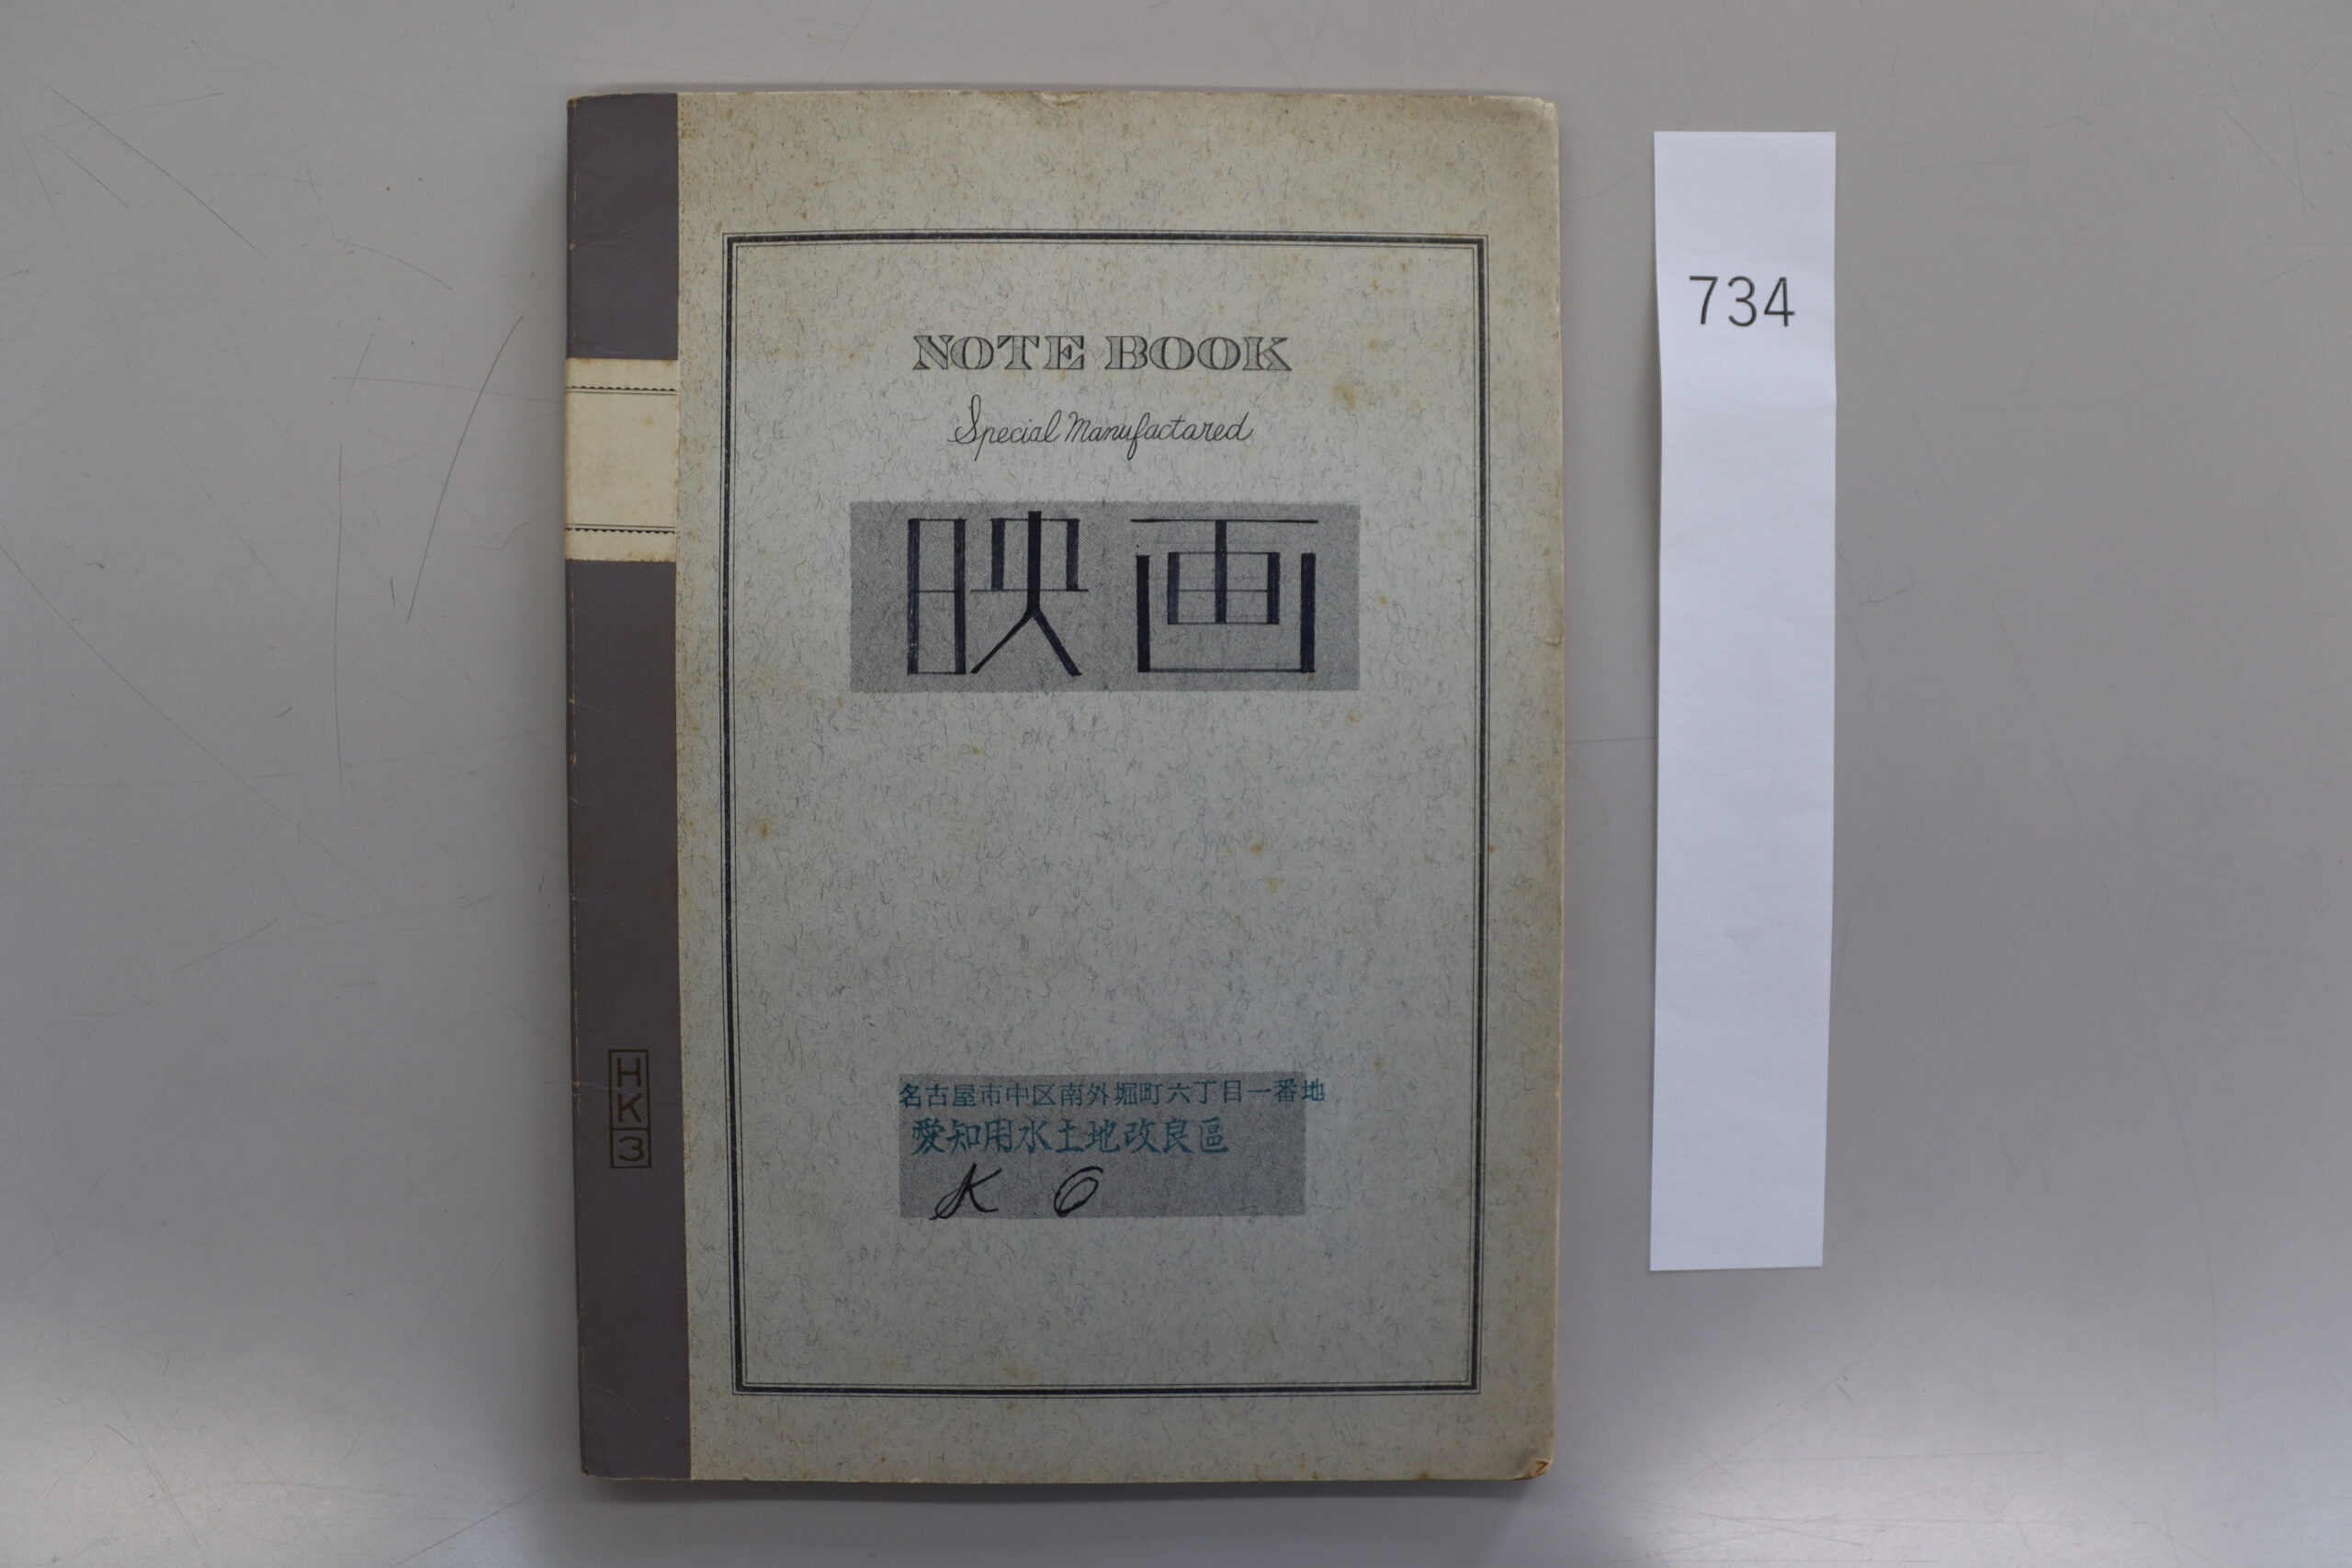 NOTE BOOK
Special Manufactared
映画
名古屋市中区南外堀町六丁目一番地
愛知用水土地改良區
K. O
HK3
734